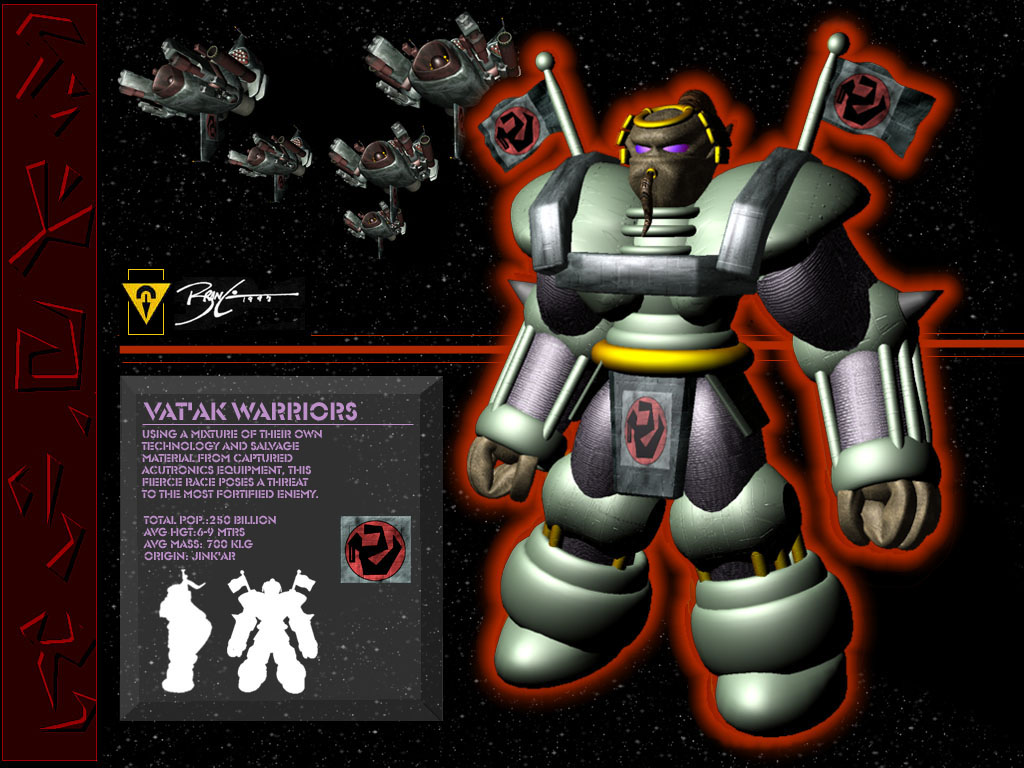 VAT'AK WARRIORS
USING A MIXTURE OF THEIR OWN
TECHNOLOGY AND SALVAGE
MATERIAL FROM CAPTURED
ACUTRONICS EQUIPMENT, THIS
FIERCE RACE POSES A THREAT
TO THE MOST FORTIFIED ENEMY.
TOTAL POP.:250 BILLION
AVG HGT:6-9 MTRS
AVG MASS: 700 KLG
ORIGIN: JINK'AR